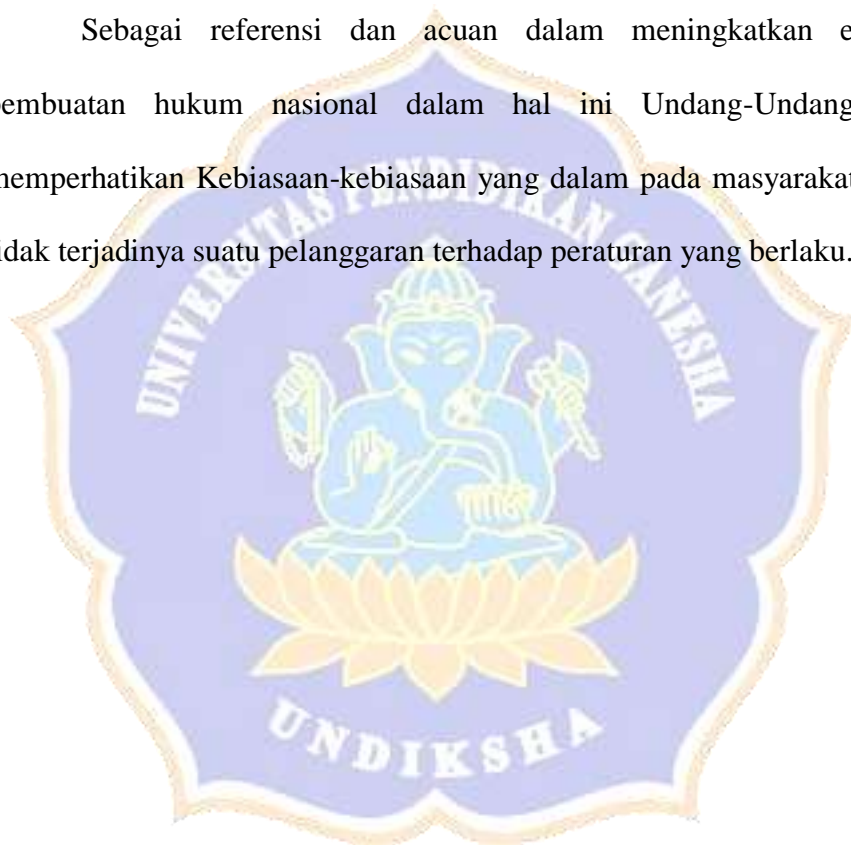 Sebagai referensi dan acuan dalam meningkatkan e
pembuatan hukum nasional dalam hal ini Undang-Undang
memperhatikan Kebiasaan-kebiasaan yang dalam pada masyarakat
idak terjadinya suatu pelanggaran terhadap peraturan yang berlaku.
UNIVERSITAS PENDIDIKAN GANESHA
UNDIKSHA